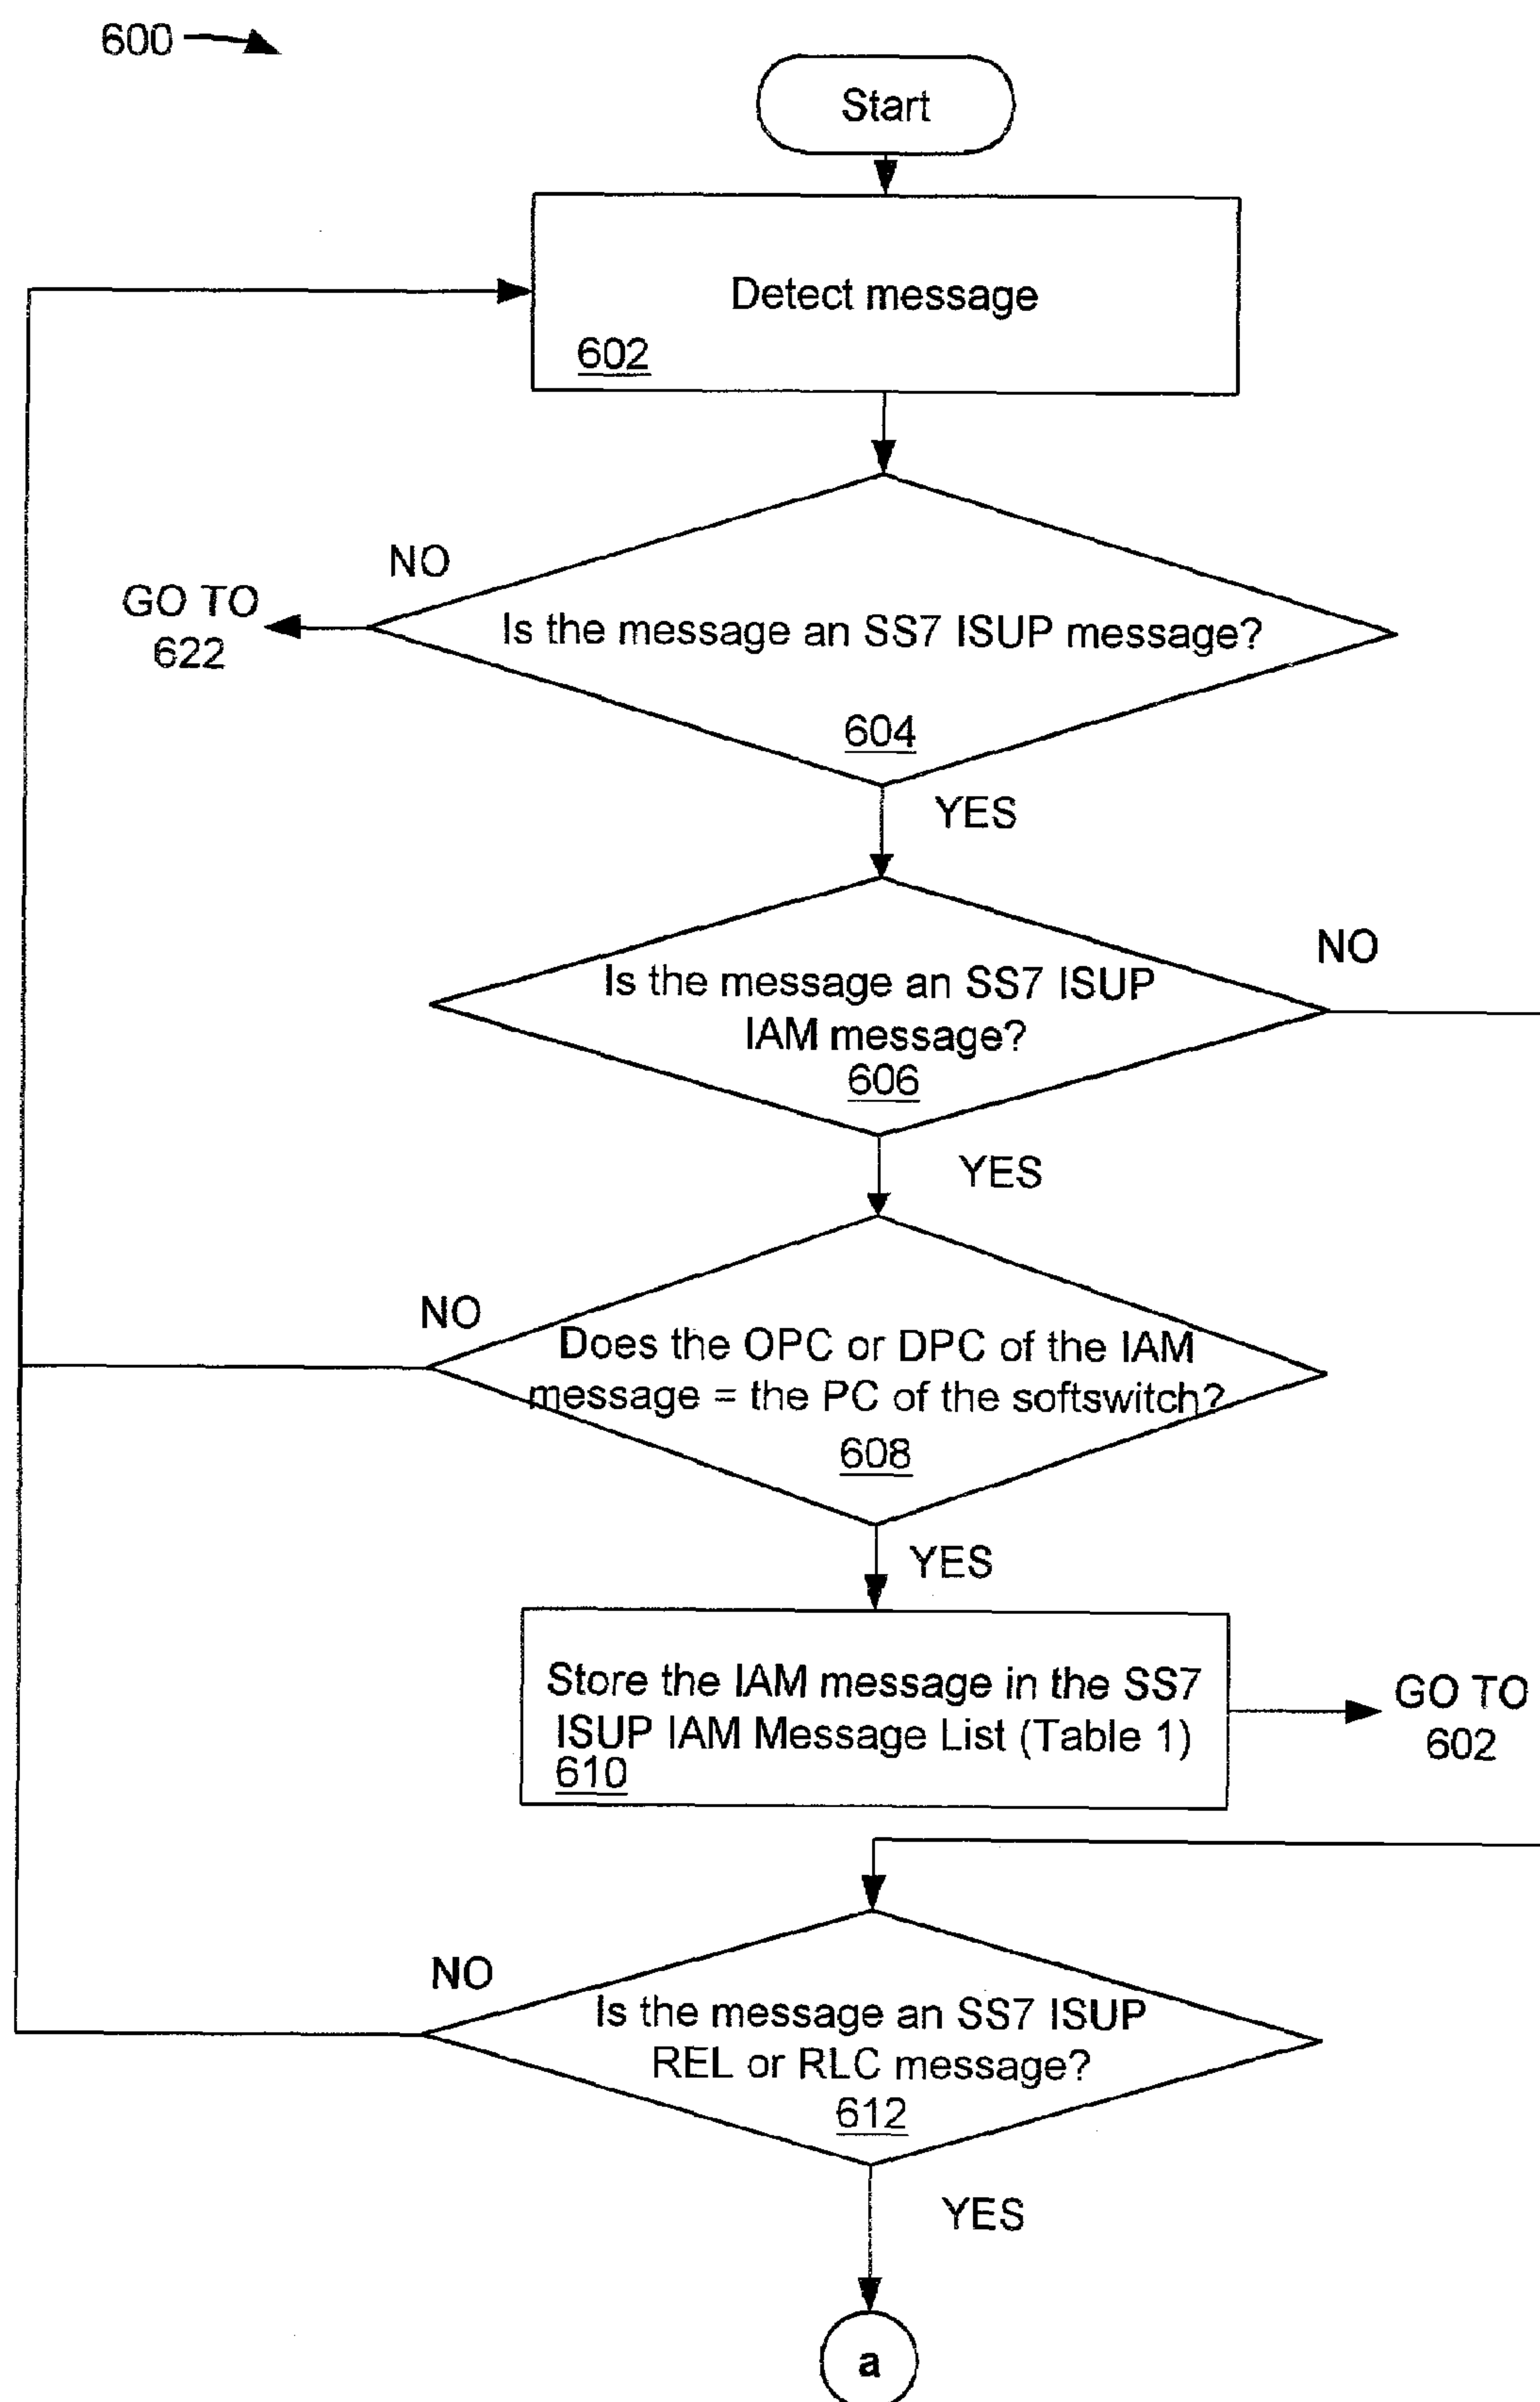 600
Start
Detect message
602
NO
GO TO
622
Is the message an SS7 ISUP message?
604
YES
Is the message an SS7 ISUP
IAM message?
606
NO
YES
NO
Does the OPC or DPC of the IAM
message = the PC of the softswitch?
608
YES
Store the IAM message in the SS7
ISUP IAM Message List (Table 1)
610
GO TO
602
NO
Is the message an SS7 ISUP
REL or RLC message?
612
YES
a